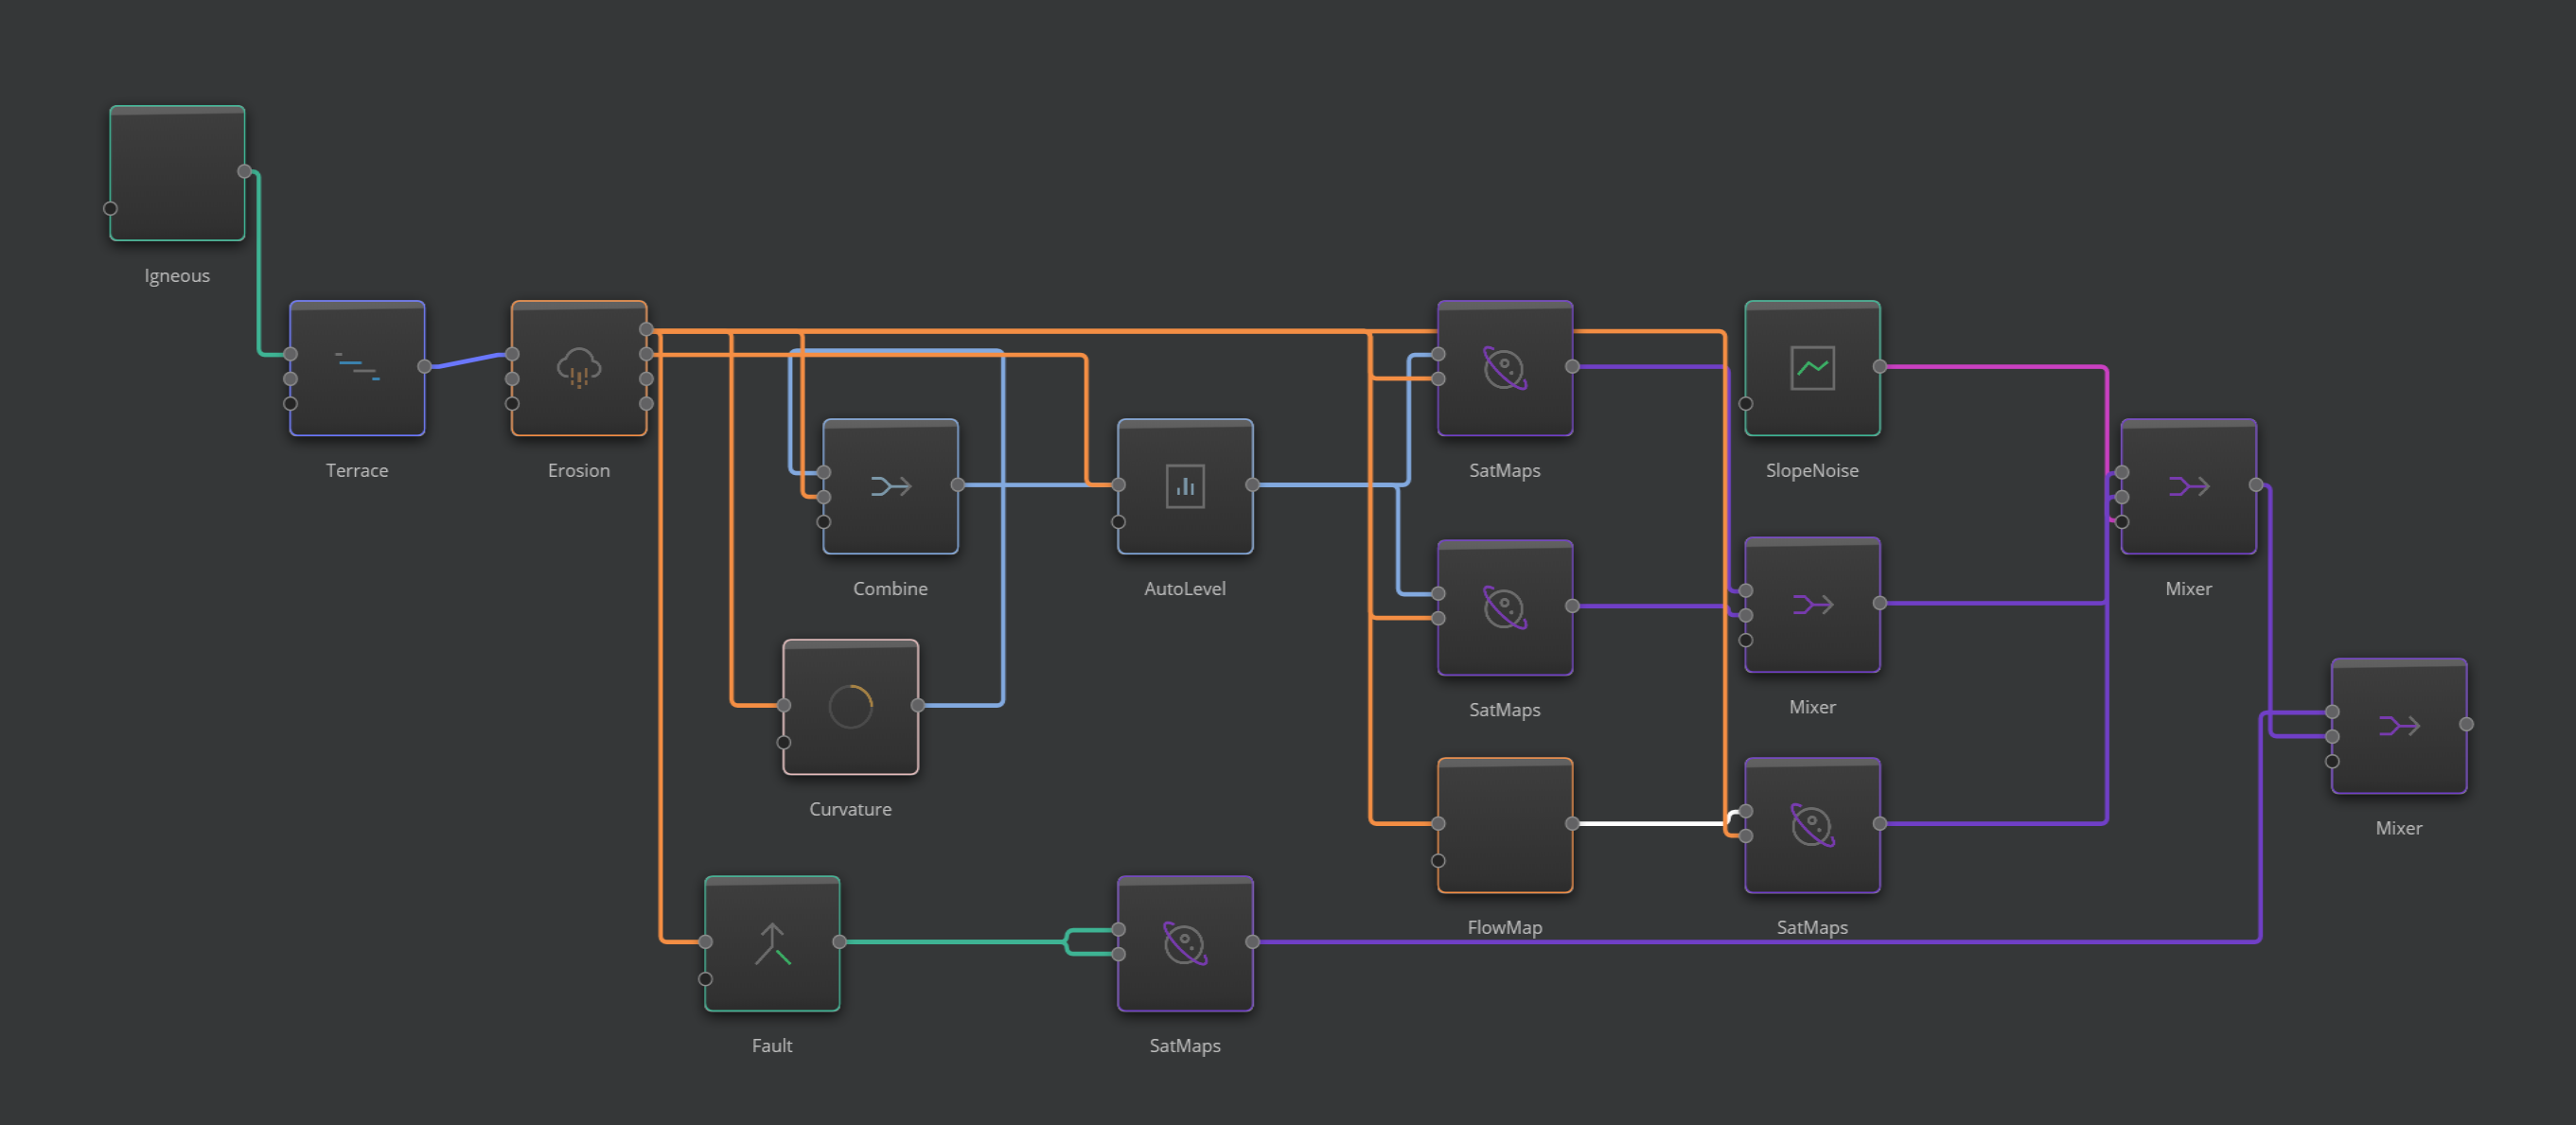 Igneous
Terrace
Erosion
SatMaps
SlopeNoise
Combine
AutoLevel
Mixer
SatMaps
Mixer
Curvature
Mixer
FlowMap
SatMaps
Fault
SatMaps